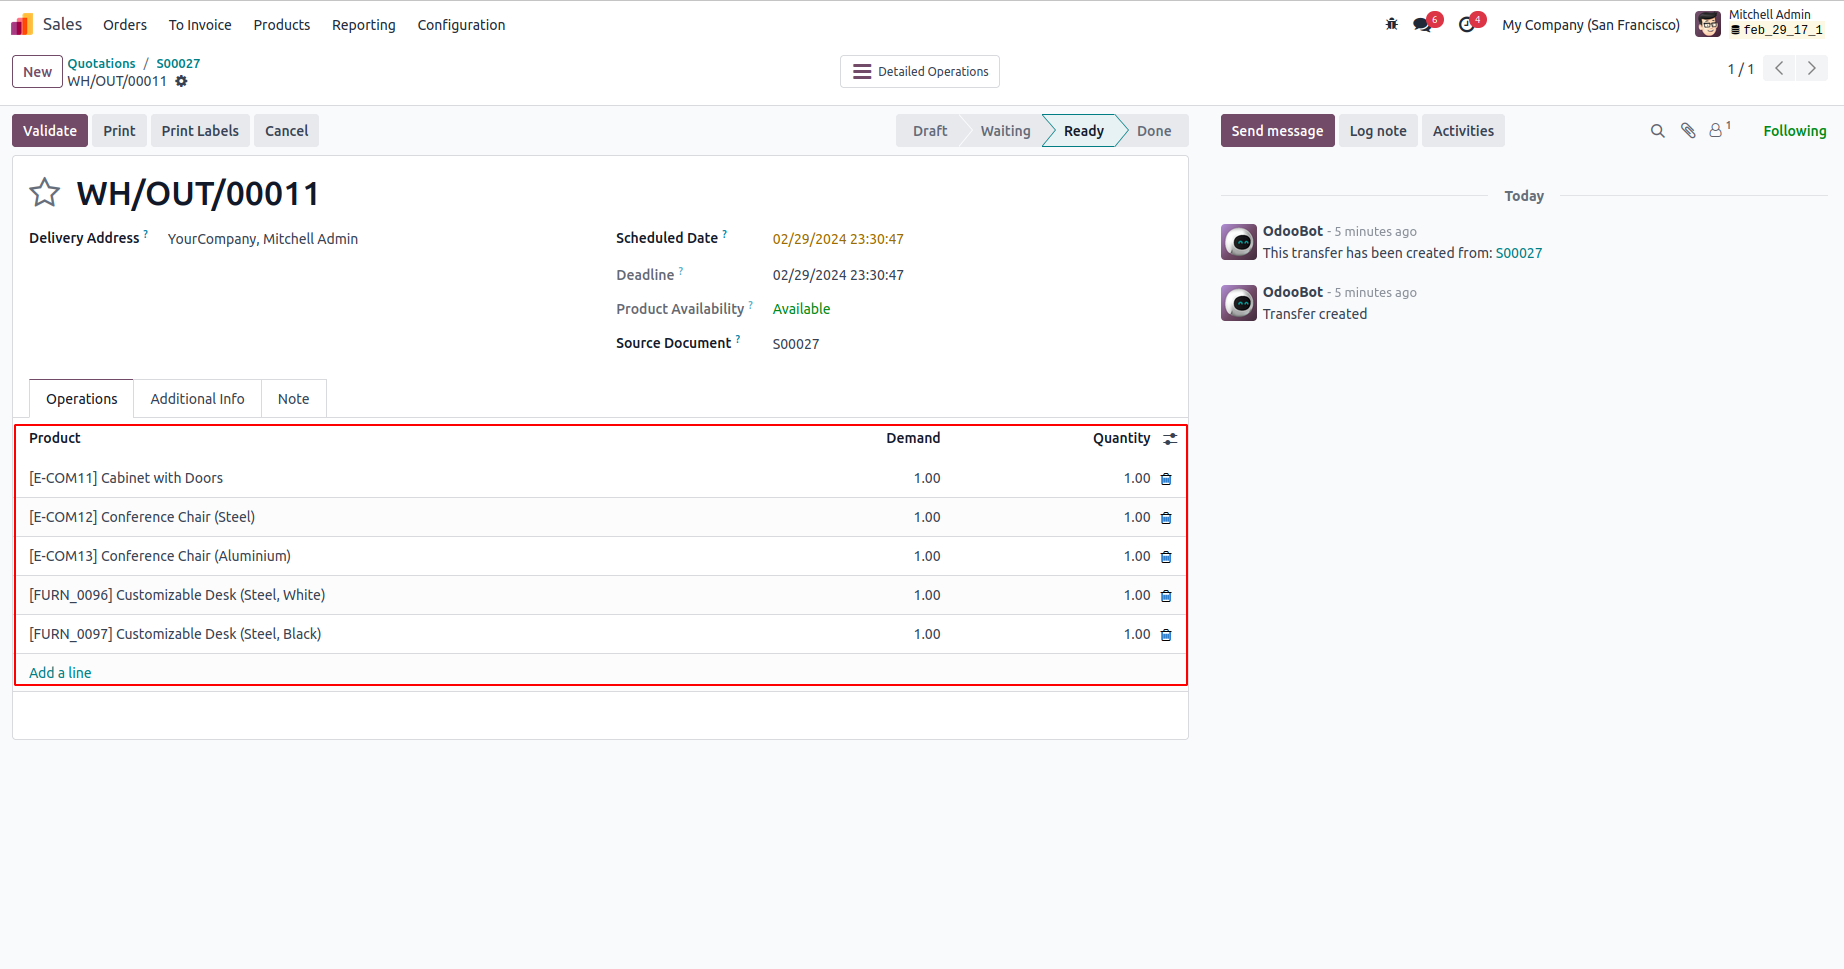 Sales Orders To Invoice Products Reporting Configuration 6 4 My Company (San Francisco) Mitchell Admin
feb_29_17_1
New Quotations / S00027 Detailed Operations 1 / 1
WH/OUT/00011
Validate Print Print Labels Cancel Draft Waiting Ready Done Send message Log note Activities 1 Following
WH/OUT/00011
Delivery Address ? YourCompany, Mitchell Admin
Scheduled Date ? 02/29/2024 23:30:47
Deadline ? 02/29/2024 23:30:47
Product Availability ? Available
Source Document ? S00027
Operations Additional Info Note
Product Demand Quantity
[E-COM11] Cabinet with Doors 1.00 1.00
[E-COM12] Conference Chair (Steel) 1.00 1.00
[E-COM13] Conference Chair (Aluminium) 1.00 1.00
[FURN_0096] Customizable Desk (Steel, White) 1.00 1.00
[FURN_0097] Customizable Desk (Steel, Black) 1.00 1.00
Add a line
Today
OdooBot - 5 minutes ago
This transfer has been created from: S00027
OdooBot - 5 minutes ago
Transfer created